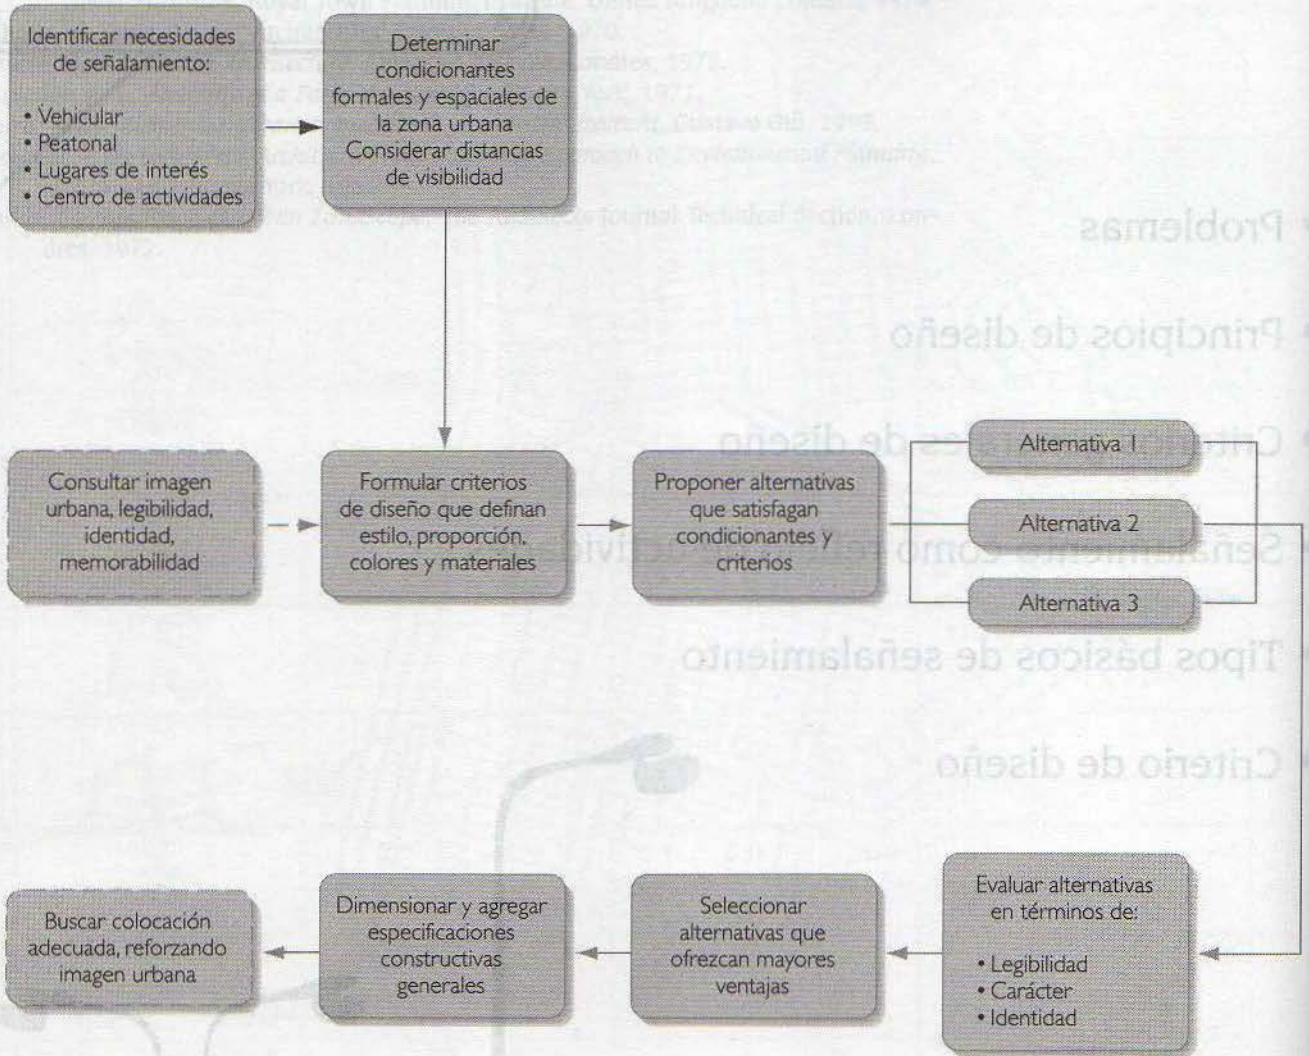 Identificar necesidades
de señalamiento:
• Vehicular
• Peatonal
• Lugares de interés
• Centro de actividades
Determinar
condicionantes
formales y espaciales de
la zona urbana
Considerar distancias
de visibilidad
Problemas
Principios de diseño
Consultar imagen
urbana, legibilidad,
identidad,
memorabilidad
Formular criterios
de diseño que definan
estilo, proporción,
colores y materiales
Proponer alternativas
que satisfagan
condicionantes y
criterios
Alternativa 1
Alternativa 2
Alternativa 3
Tipos básicos de señalamiento
Criterio de diseño
Evaluar alternativas
en términos de:
• Legibilidad
• Carácter
• Identidad
Seleccionar
alternativas que
ofrezcan mayores
ventajas
Dimensionar y agregar
especificaciones
constructivas
generales
Buscar colocación
adecuada, reforzando
imagen urbana